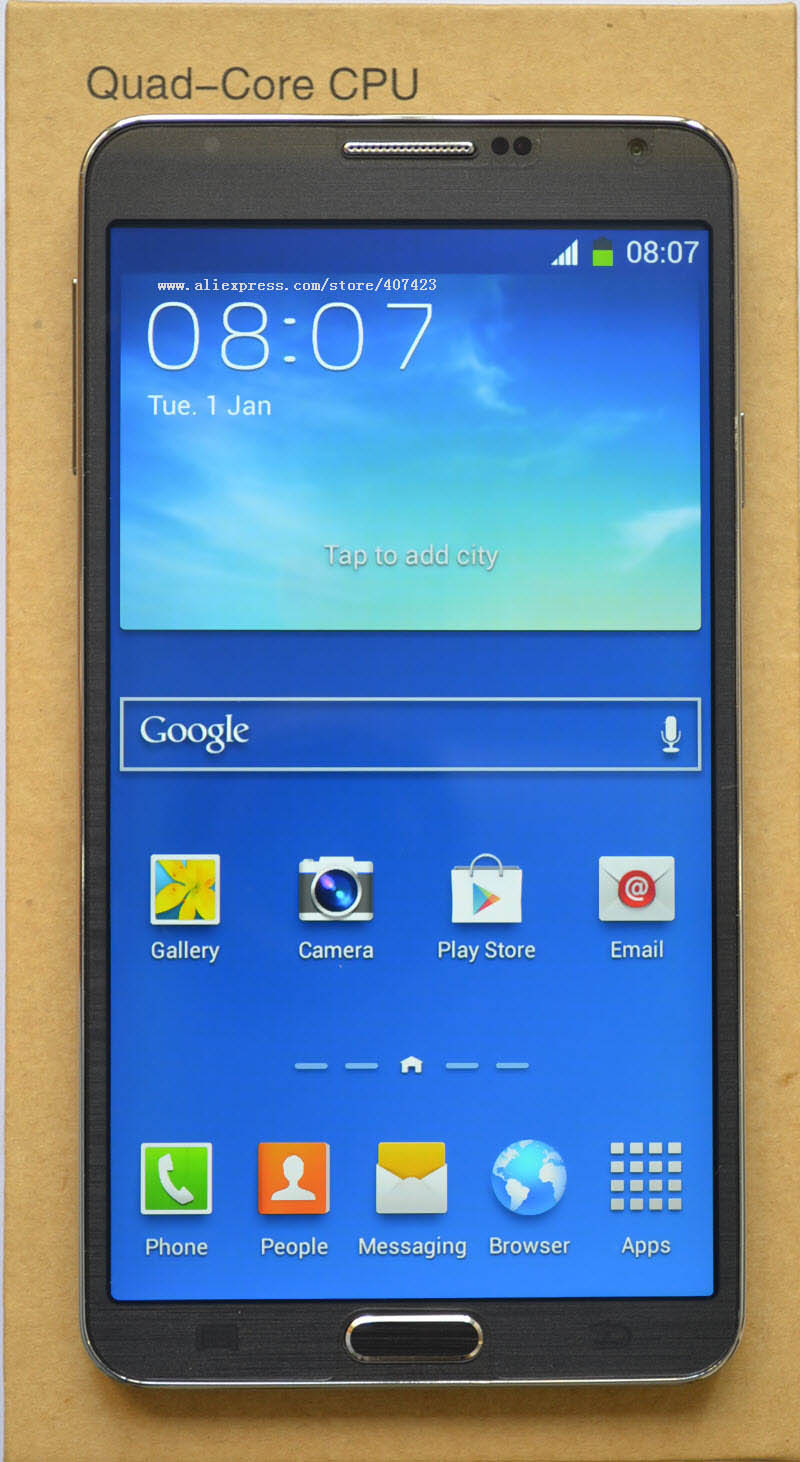 Quad-Core CPU
08:07
www.aliexpress.com/store/407423
08:07
Tue. 1 Jan
Tap to add city
Google
Gallery Camera Play Store Email
Phone People Messaging Browser Apps